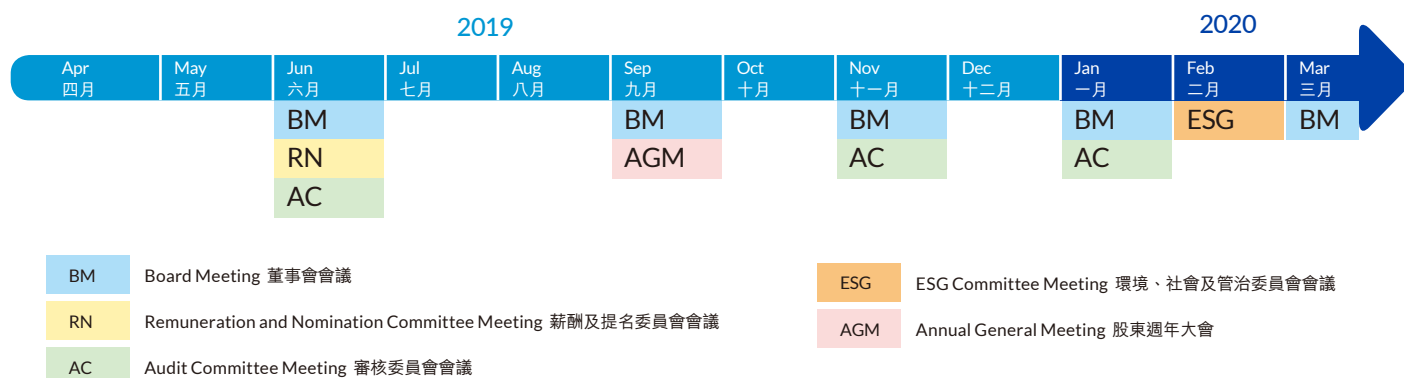 2019
2020
Apr May Jun Jul Aug Sep Oct Nov Dec Jan Feb Mar
四月 五月 六月 七月 八月 九月 十月 十一月 十二月 一月 二月 三月
BM BM BM BM ESG BM
RN AGM AC AC
AC
BM Board Meeting 董事會會議
RN Remuneration and Nomination Committee Meeting 薪酬及提名委員會會議
AC Audit Committee Meeting 審核委員會會議
ESG ESG Committee Meeting 環境、社會及管治委員會會議
AGM Annual General Meeting 股東週年大會